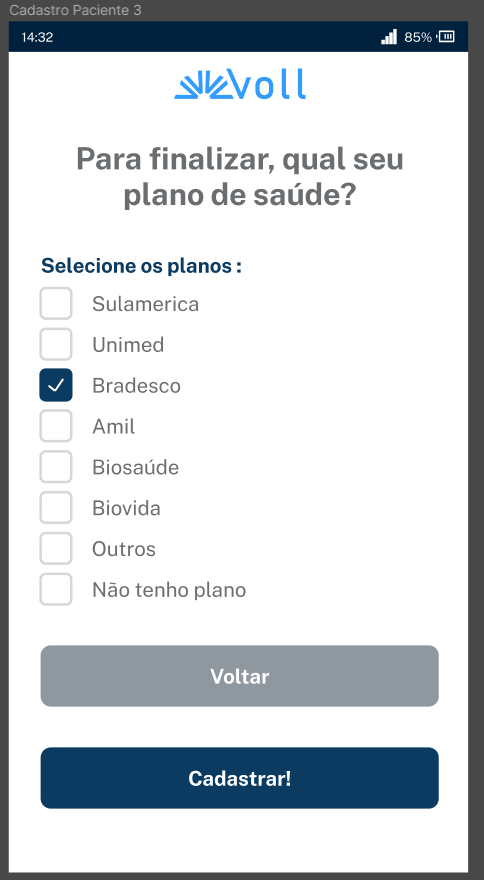 Cadastro Paciente 3
14:32 85%
Voll
Para finalizar, qual seu
plano de saúde?
Selecione os planos :
Sulamerica
Unimed
Bradesco
Amil
Biosaúde
Biovida
Outros
Não tenho plano
Voltar
Cadastrar!